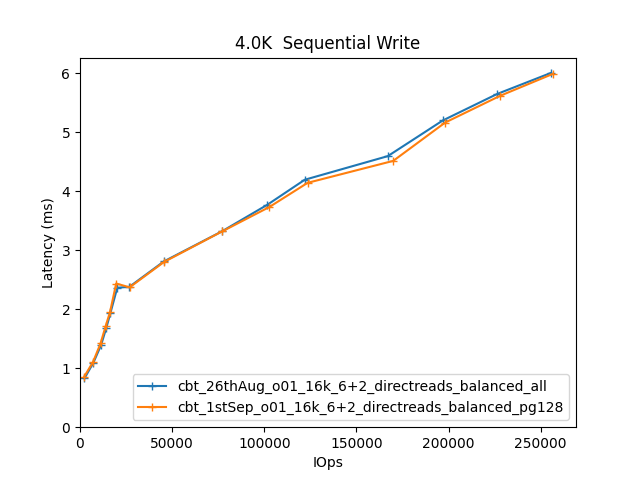 4.0K  Sequential Write
Latency (ms)
6
5
4
3
2
1
0
cbt_26thAug_o01_16k_6+2_directreads_balanced_all
cbt_1stSep_o01_16k_6+2_directreads_balanced_pg128
0 50000 100000 150000 200000 250000
IOps